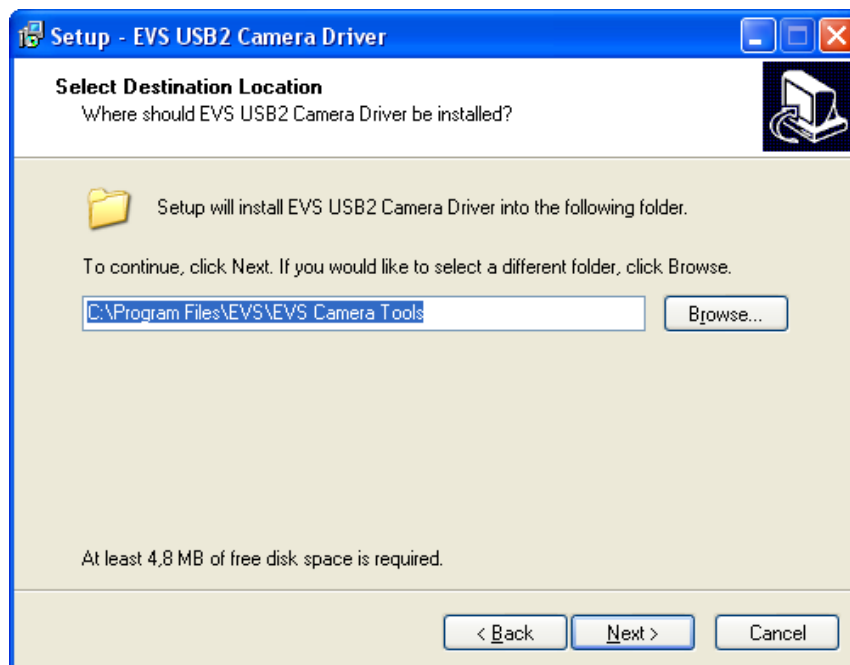 Setup - EVS USB2 Camera Driver
Select Destination Location
Where should EVS USB2 Camera Driver be installed?
Setup will install EVS USB2 Camera Driver into the following folder.
To continue, click Next. If you would like to select a different folder, click Browse.
C:\Program Files\EVS\EVS Camera Tools
Browse...
At least 4,8 MB of free disk space is required.
< Back
Next >
Cancel